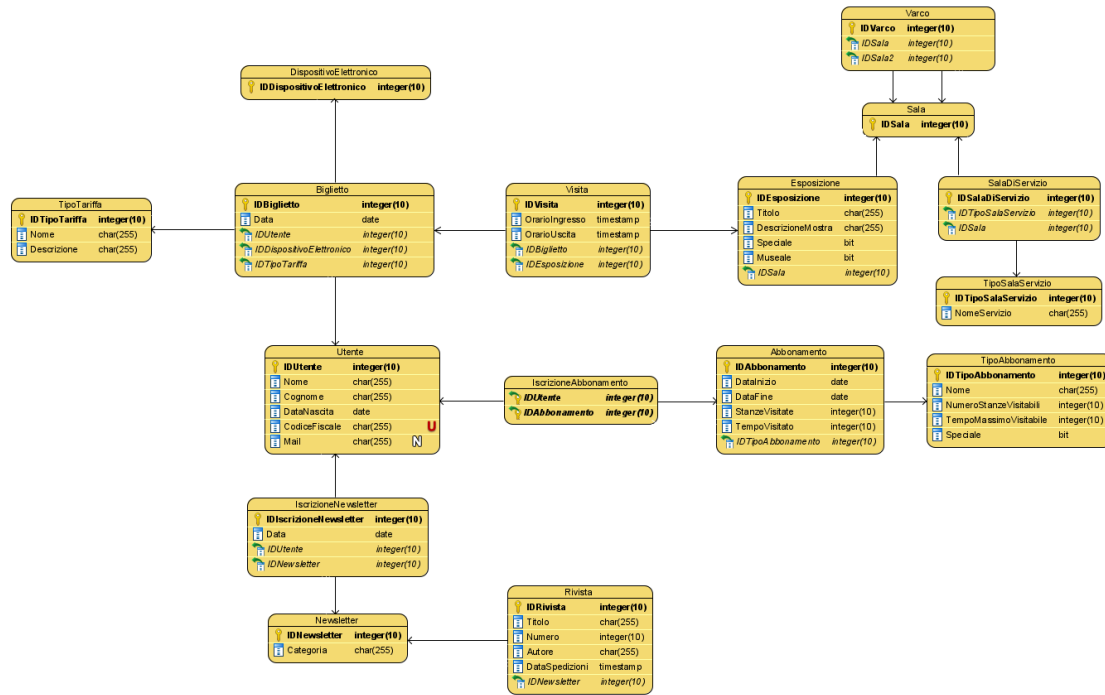 Varco
IDVarco integer(10)
IDSala integer(10)
IDSala2 integer(10)
DispositivoElettronico
IDDispositivoElettronico integer(10)
Sala
IDSala integer(10)
TipoTariffa
IDTipoTariffa integer(10)
Nome char(255)
Descrizione char(255)
Biglietto
IDBiglietto integer(10)
Data date
IDUtente integer(10)
IDDispositivoElettronico integer(10)
IDTipoTariffa integer(10)
Visita
IDVisita integer(10)
OrarioIngresso timestamp
OrarioUscita timestamp
IDBiglietto integer(10)
IDEsposizione integer(10)
Esposizione
IDEsposizione integer(10)
Titolo char(255)
DescrizioneMostra char(255)
Speciale bit
Museale bit
IDSala integer(10)
SalaDiServizio
IDSalaDiServizio integer(10)
IDTipoSalaServizio integer(10)
IDSala integer(10)
TipoSalaServizio
IDTipoSalaServizio integer(10)
NomeServizio char(255)
Utente
IDUtente integer(10)
Nome char(255)
Cognome char(255)
DataNascita date
CodiceFiscale char(255) U
Mail char(255) N
IscrizioneAbbonamento
IDUtente integer(10)
IDAbbonamento integer(10)
Abbonamento
IDAbbonamento integer(10)
DataInizio date
DataFine date
StanzeVisitate integer(10)
TempoVisitato integer(10)
IDTipoAbbonamento integer(10)
TipoAbbonamento
IDTipoAbbonamento integer(10)
Nome char(255)
NumeroStanzeVisitabili integer(10)
TempoMassimoVisitabile integer(10)
Speciale bit
IscrizioneNewsletter
IDIscrizioneNewsletter integer(10)
Data date
IDUtente integer(10)
IDNewsletter integer(10)
Newsletter
IDNewsletter integer(10)
Categoria char(255)
Rivista
IDRivista integer(10)
Titolo char(255)
Numero integer(10)
Autore char(255)
DataSpedizioni timestamp
IDNewsletter integer(10)